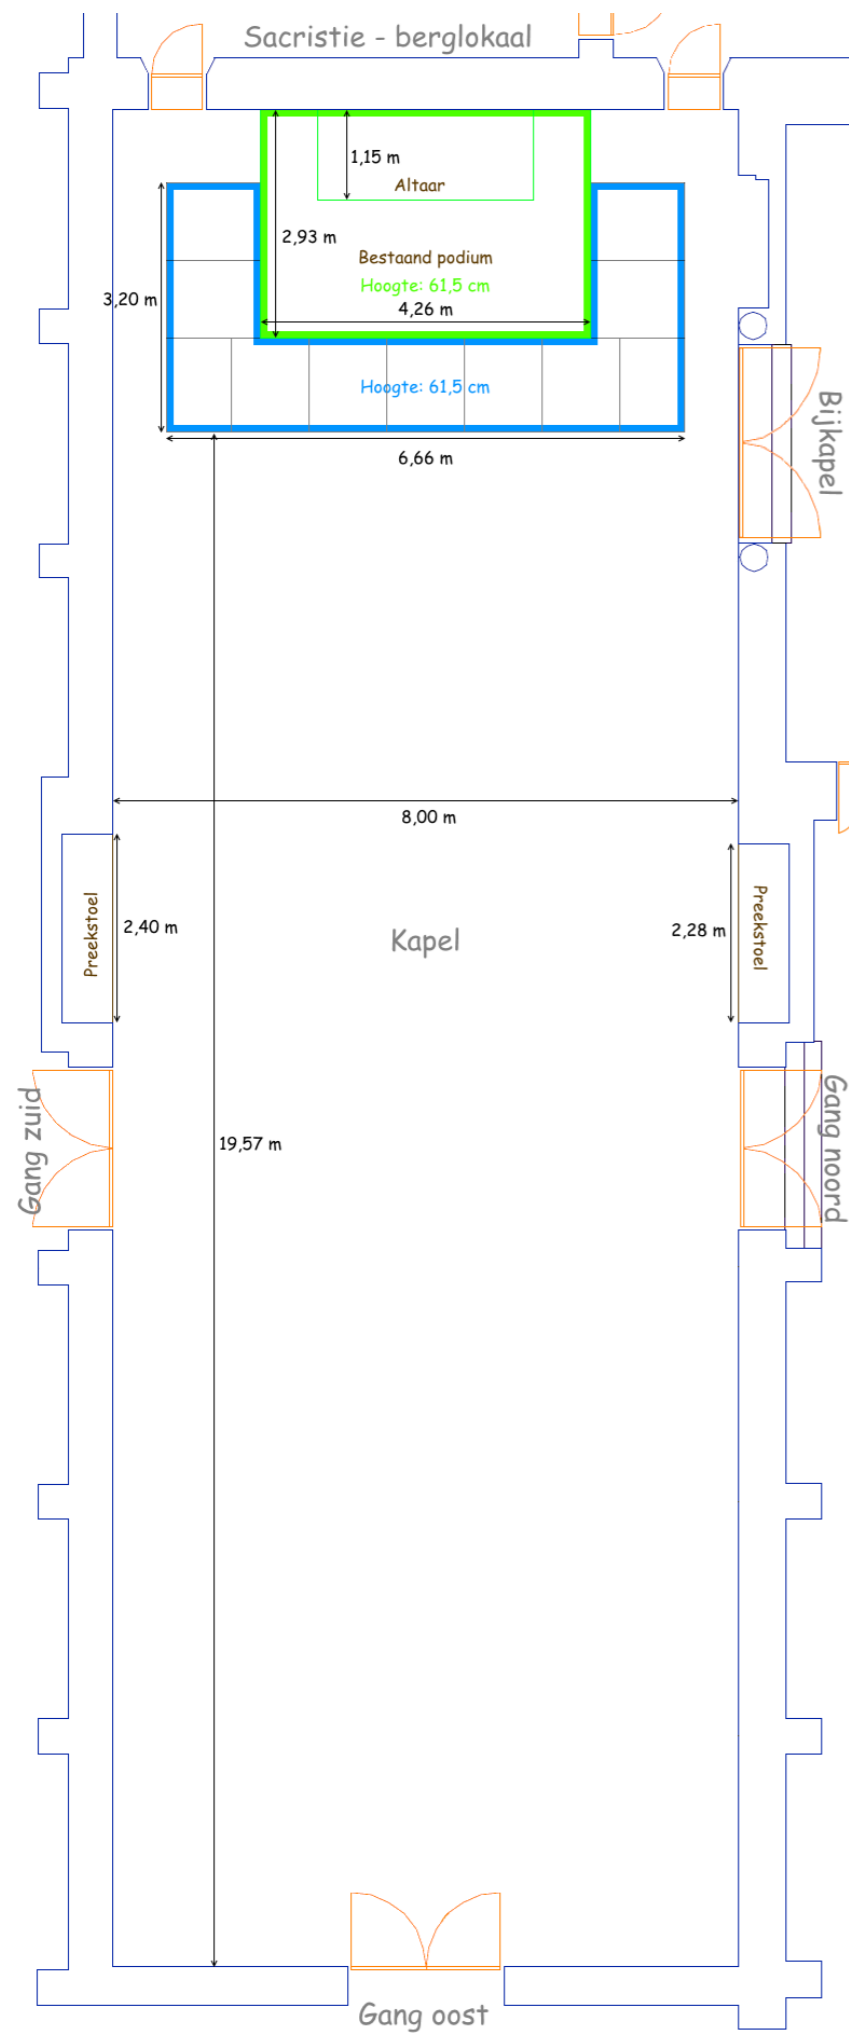 Sacristie - berglokaal
1,15 m
Altaar
2,93 m
Bestaand podium
Hoogte: 61,5 cm
3,20 m
4,26 m
Hoogte: 61,5 cm
6,66 m
Bijkapel
8,00 m
Preekstoel
2,40 m
Kapel
2,28 m
Preekstoel
Gang zuid
19,57 m
Gang noord
Gang oost